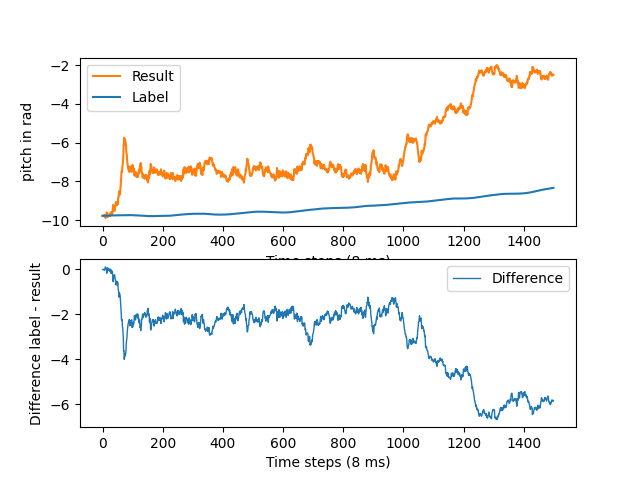 −2
−4
−6
−8
−10
pitch in rad
Result
Label
0 200 400 600 800 1000 1200 1400
Time steps (8 ms)
0
−2
−4
−6
Difference label - result
Difference
0 200 400 600 800 1000 1200 1400
Time steps (8 ms)